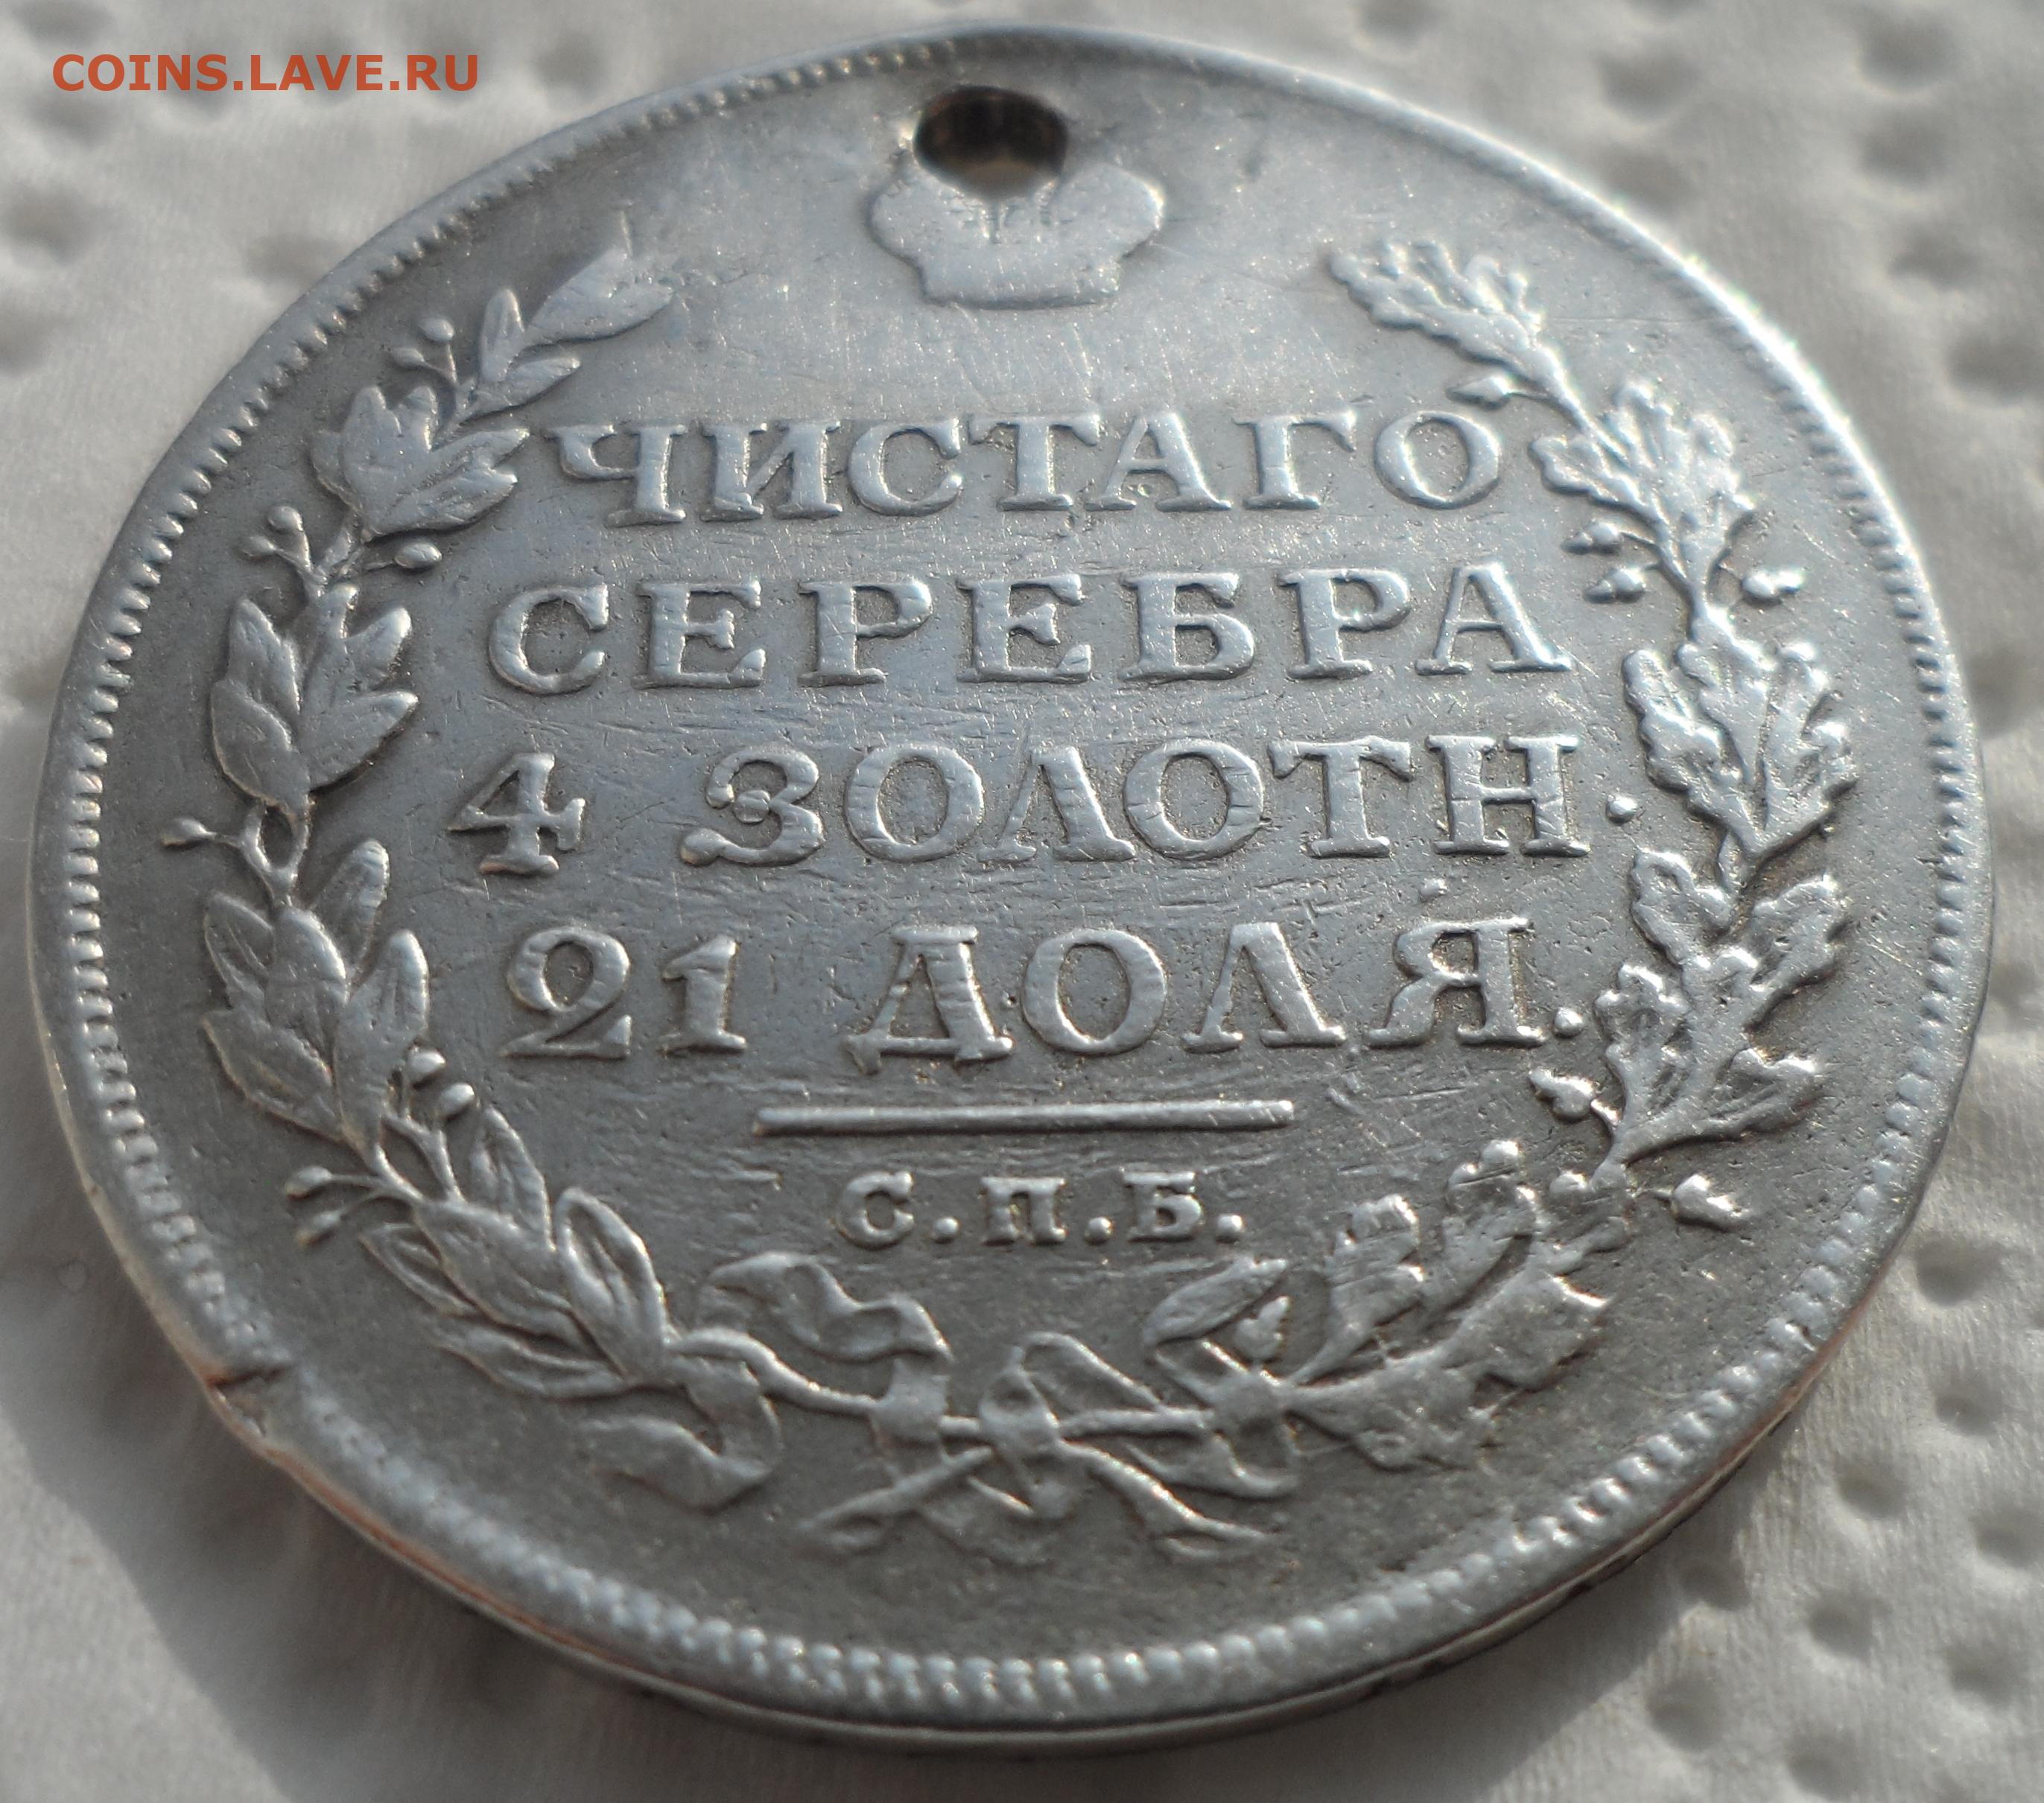 COINS.LAVE.RU
ЧИСТАГО
СЕРЕБРА
4 ЗОЛОТН.
21 ДОЛЯ.
С.П.Б.